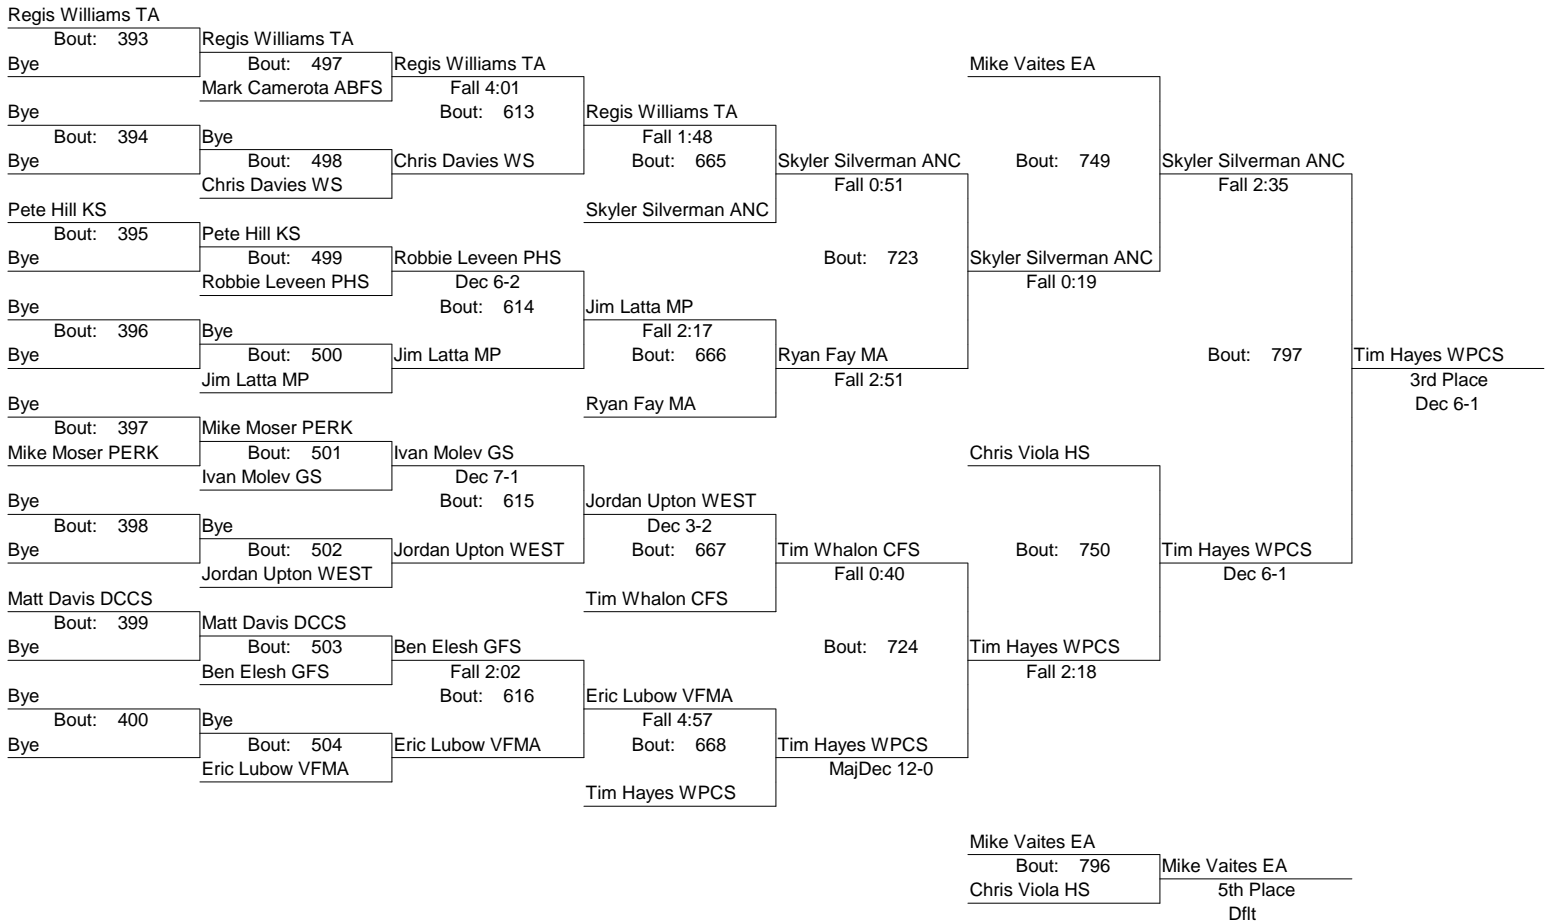 Regis Williams TA
Bout: 393
Regis Williams TA
Bye
Bout: 497
Regis Williams TA
Mike Vaites EA
Mark Camerota ABFS
Fall 4:01
Bye
Bout: 613
Regis Williams TA
Bout: 394
Bye
Fall 1:48
Bye
Bout: 498
Chris Davies WS
Bout: 665
Skyler Silverman ANC
Bout: 749
Skyler Silverman ANC
Chris Davies WS
Fall 0:51
Fall 2:35
Pete Hill KS
Skyler Silverman ANC
Bout: 395
Pete Hill KS
Bye
Bout: 499
Robbie Leveen PHS
Bout: 723
Skyler Silverman ANC
Robbie Leveen PHS
Dec 6-2
Fall 0:19
Bye
Bout: 614
Jim Latta MP
Bout: 396
Bye
Fall 2:17
Bye
Bout: 500
Jim Latta MP
Bout: 666
Ryan Fay MA
Bout: 797
Tim Hayes WPCS
Jim Latta MP
Fall 2:51
3rd Place
Bye
Ryan Fay MA
Dec 6-1
Bout: 397
Mike Moser PERK
Mike Moser PERK
Bout: 501
Ivan Molev GS
Chris Viola HS
Ivan Molev GS
Dec 7-1
Bye
Bout: 615
Jordan Upton WEST
Bout: 398
Bye
Dec 3-2
Bye
Bout: 502
Jordan Upton WEST
Bout: 667
Tim Whalon CFS
Bout: 750
Tim Hayes WPCS
Jordan Upton WEST
Fall 0:40
Dec 6-1
Matt Davis DCCS
Tim Whalon CFS
Bout: 399
Matt Davis DCCS
Bye
Bout: 503
Ben Elesh GFS
Bout: 724
Tim Hayes WPCS
Ben Elesh GFS
Fall 2:02
Fall 2:18
Bye
Bout: 616
Eric Lubow VFMA
Bout: 400
Bye
Fall 4:57
Bye
Bout: 504
Eric Lubow VFMA
Bout: 668
Tim Hayes WPCS
Eric Lubow VFMA
MajDec 12-0
Tim Hayes WPCS
Mike Vaites EA
Bout: 796
Mike Vaites EA
Chris Viola HS
5th Place
Dflt